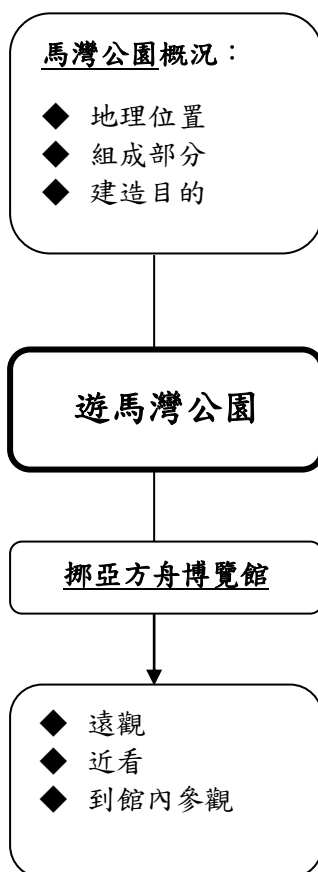 馬灣公園概況：
◆ 地理位置
◆ 組成部分
◆ 建造目的
遊馬灣公園
挪亞方舟博覽館
◆ 遠觀
◆ 近看
◆ 到館內參觀